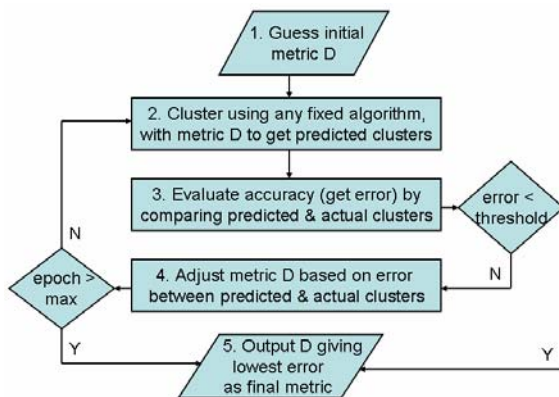 1. Guess initial
metric D
2. Cluster using any fixed algorithm,
with metric D to get predicted clusters
3. Evaluate accuracy (get error) by
comparing predicted & actual clusters
error <
threshold
N
N
epoch >
max
4. Adjust metric D based on error
between predicted & actual clusters
Y
5. Output D giving
lowest error
as final metric
Y